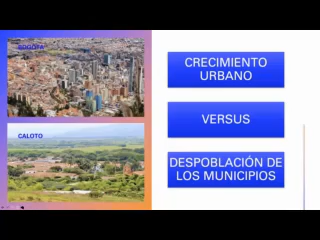 BOGOTÁ
CALOTO
CRECIMIENTO
URBANO
VERSUS
DESPOBLACIÓN DE
LOS MUNICIPIOS